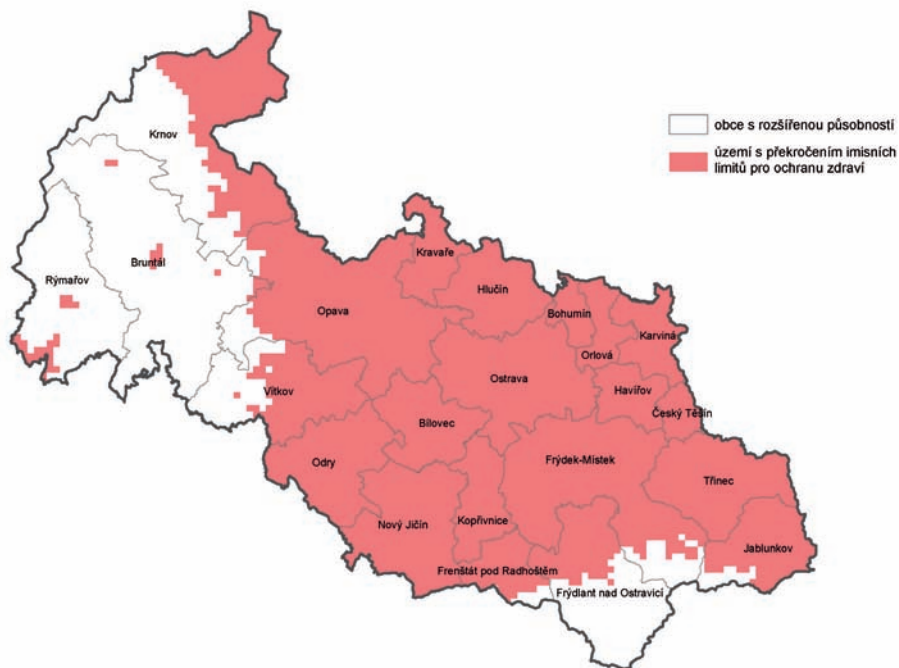 Krnov
obce s rozšířenou působností
území s překročením imisních
limitů pro ochranu zdraví
Bruntál
Rýmařov
Kravaře
Hlučín
Opava
Bohumín
Karviná
Orlová
Ostrava
Havířov
Vítkov
Český Těšín
Bílovec
Odry
Frýdek-Místek
Třinec
Nový Jičín
Kopřivnice
Jablunkov
Frenštát pod Radhoštěm
Frýdlant nad Ostravicí